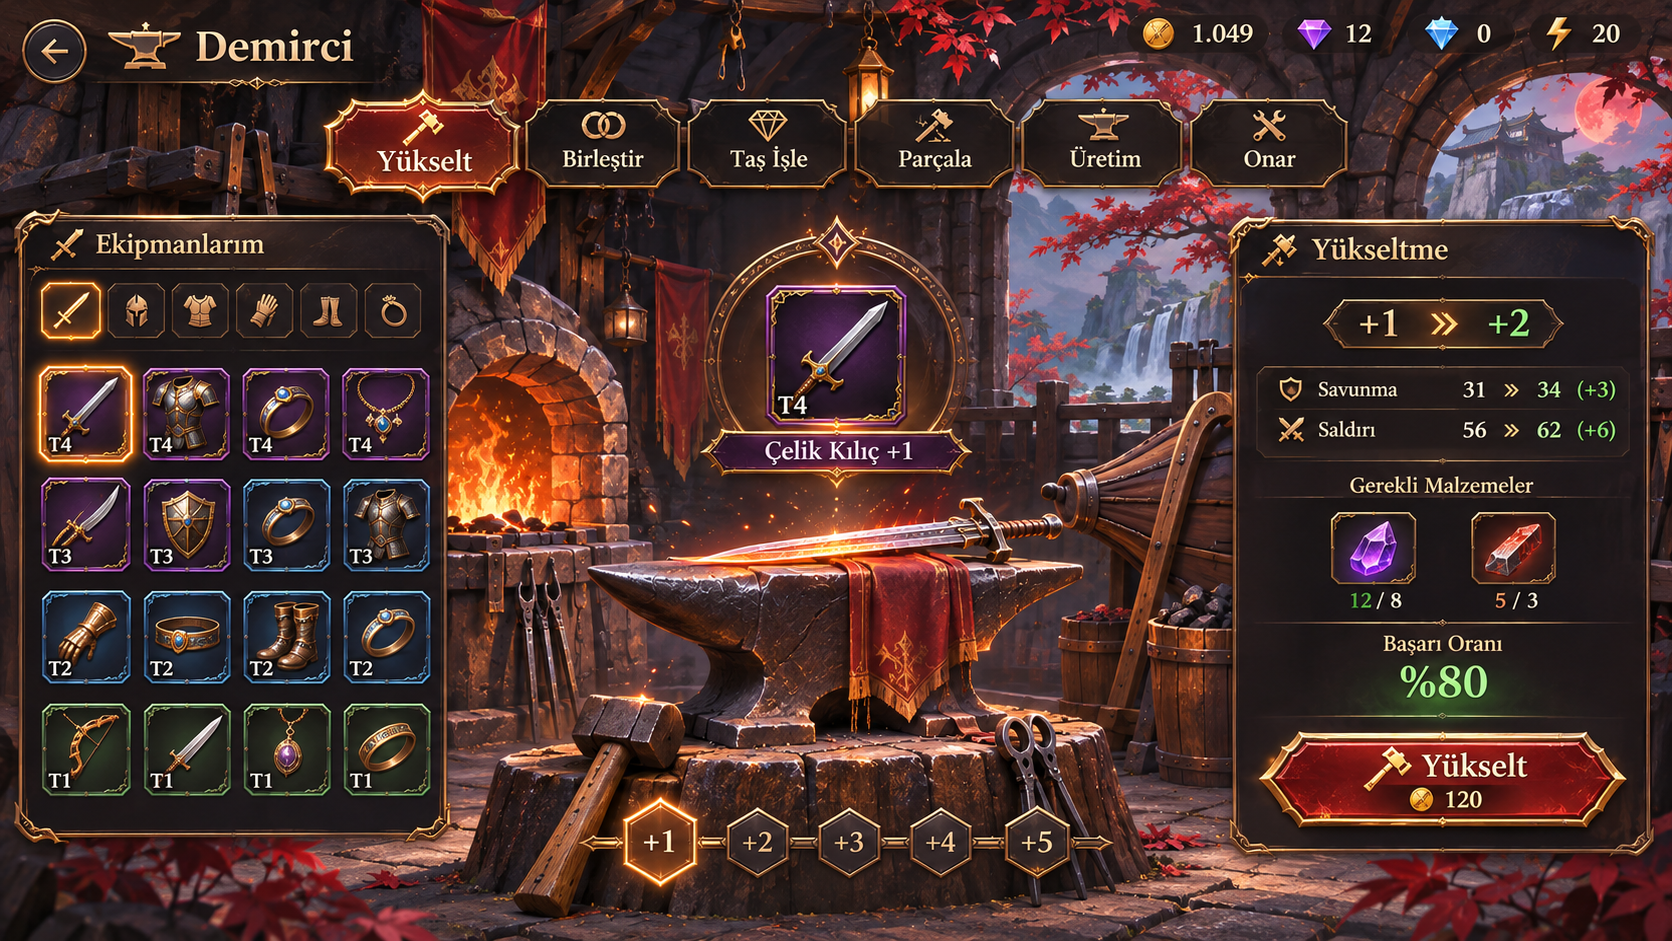 Demirci
1.049
12
0
20
Yükselt
Birleştir
Taş İşle
Parçala
Üretim
Onar
Ekipmanlarım
T4
T4
T4
T4
T3
T3
T3
T3
T2
T2
T2
T2
T1
T1
T1
T1
T4
Çelik Kılıç +1
+1
+2
+3
+4
+5
Yükseltme
+1 » +2
Savunma 31 » 34 (+3)
Saldırı 56 » 62 (+6)
Gerekli Malzemeler
12 / 8
5 / 3
Başarı Oranı
%80
Yükselt
120